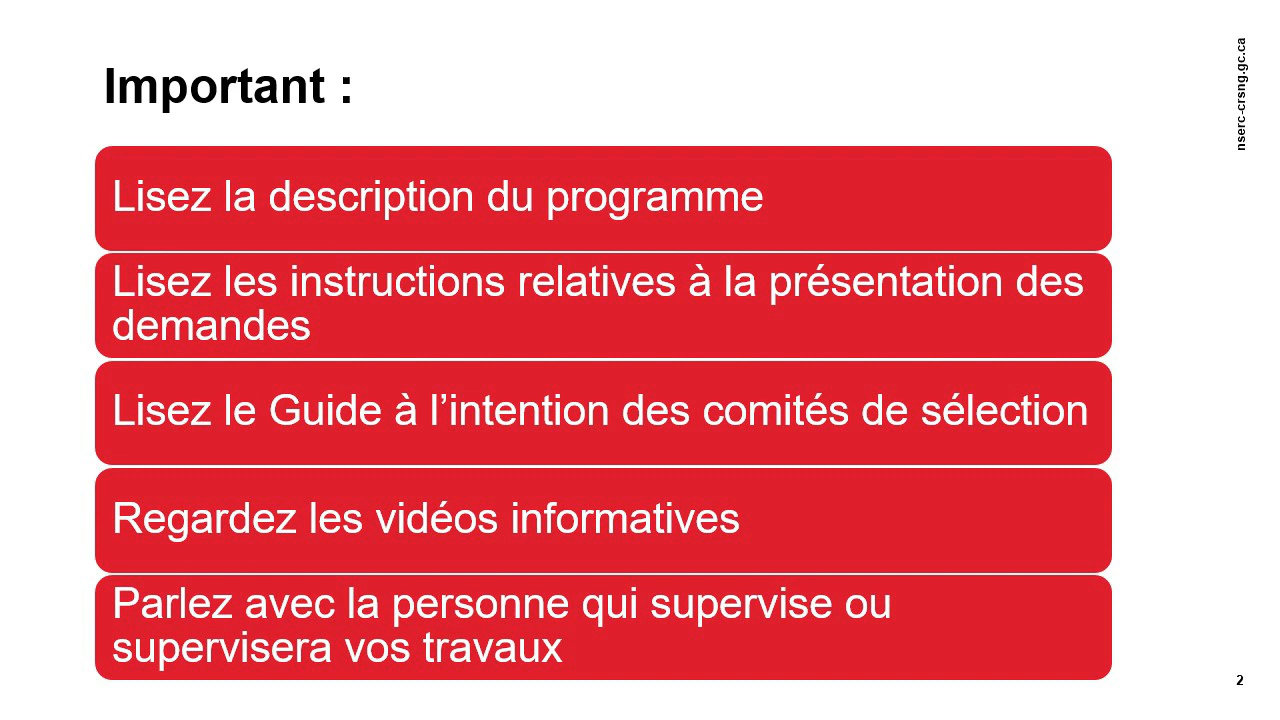 Important :
nserc-crsng.gc.ca
Lisez la description du programme
Lisez les instructions relatives à la présentation des
demandes
Lisez le Guide à l’intention des comités de sélection
Regardez les vidéos informatives
Parlez avec la personne qui supervise ou
supervisera vos travaux
2